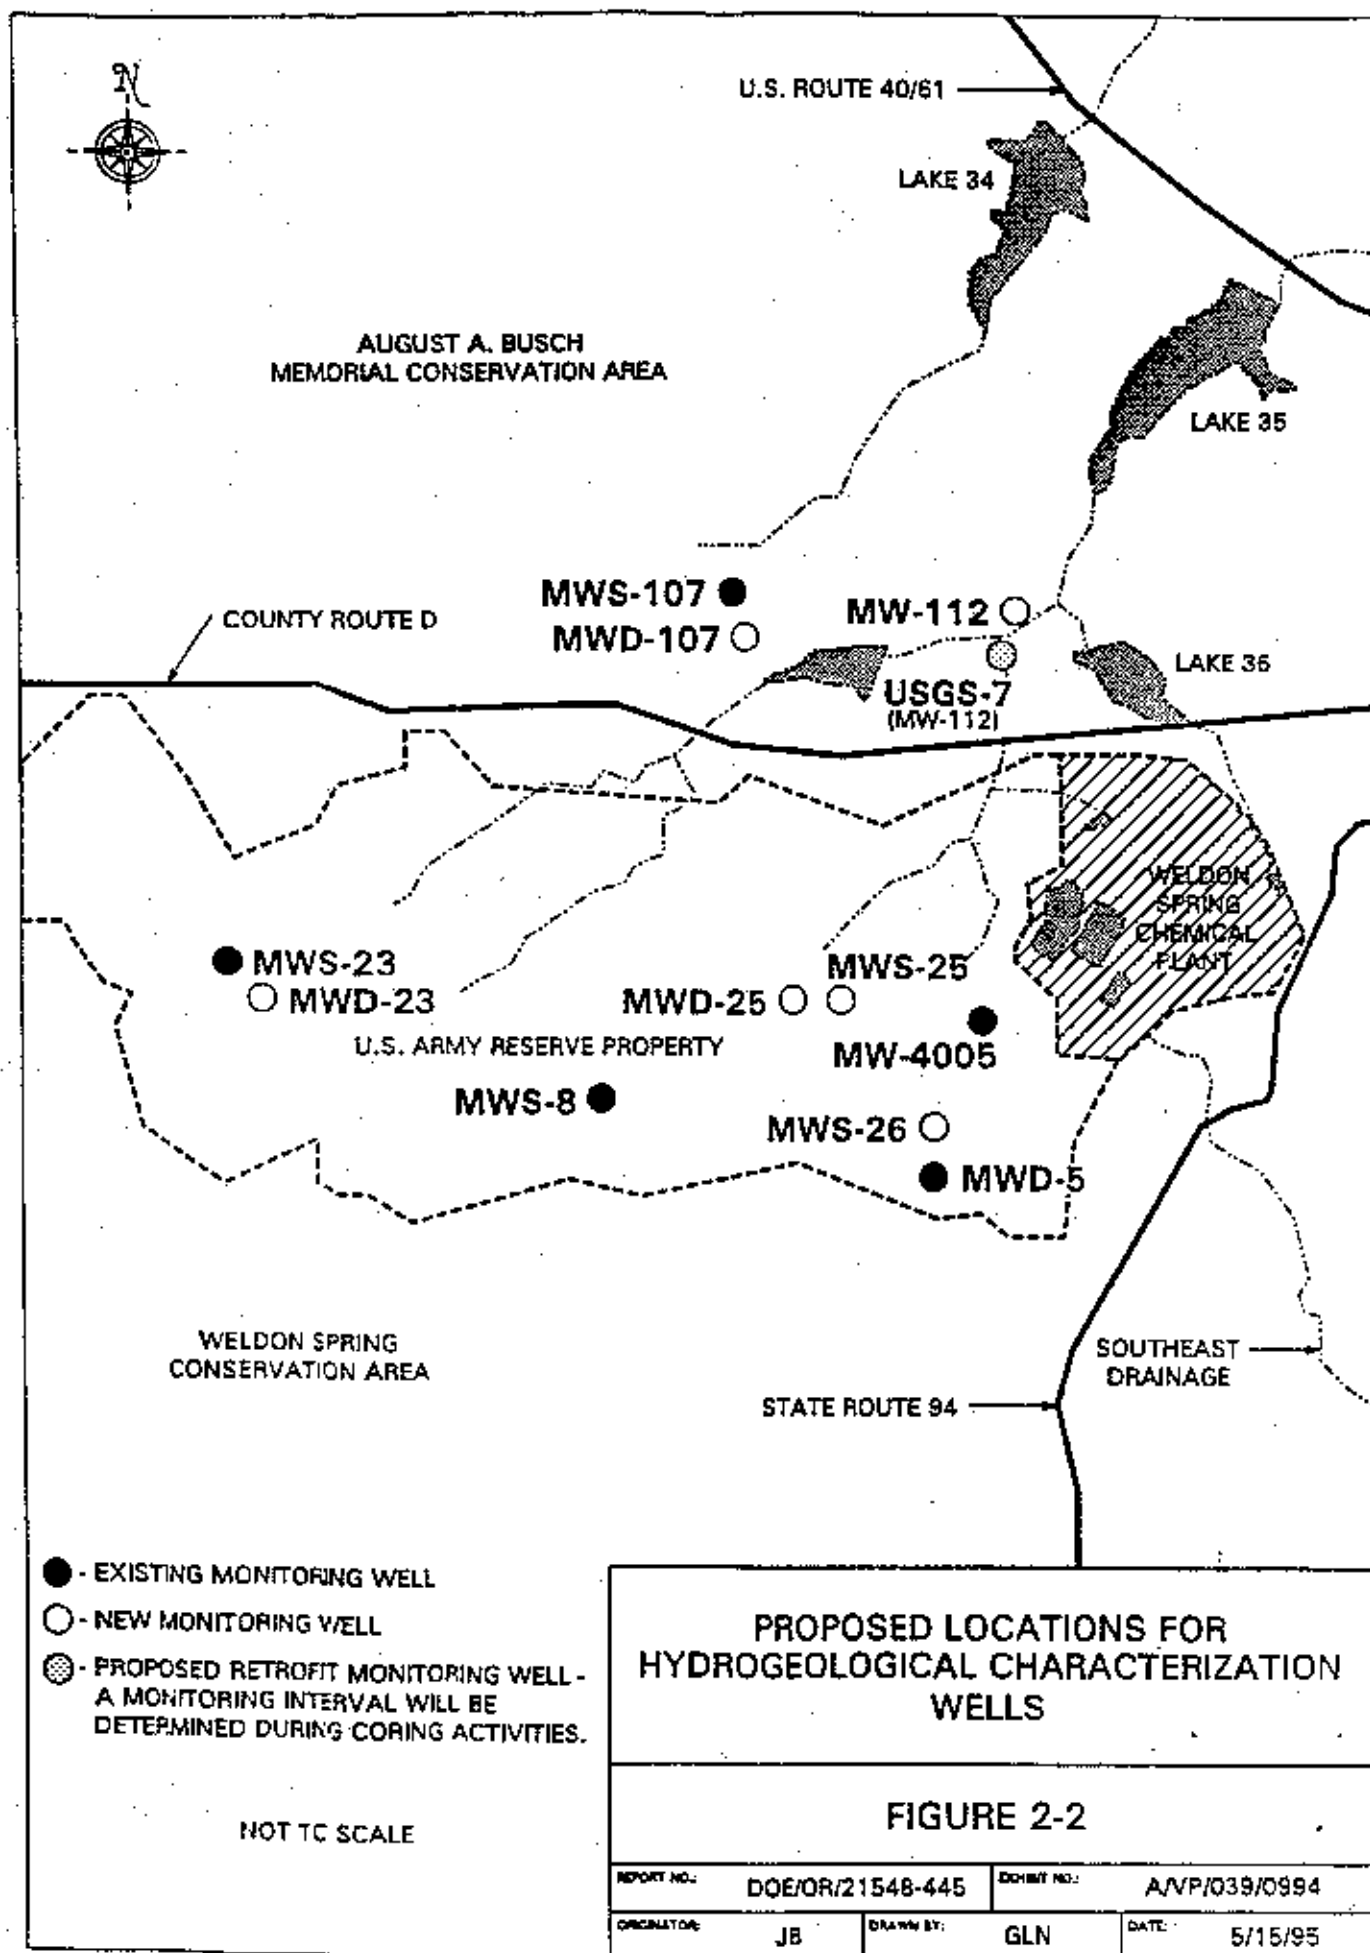 N
U.S. ROUTE 40/61
LAKE 34
AUGUST A. BUSCH
MEMORIAL CONSERVATION AREA
LAKE 35
MWS-107
MW-112
COUNTY ROUTE D
MWD-107
LAKE 36
USGS-7
(MW-112)
WELDON
SPRING
CHEMICAL
PLANT
MWS-23
MWS-25
MWD-23
MWD-25
U.S. ARMY RESERVE PROPERTY
MW-4005
MWS-8
MWS-26
MWD-5
WELDON SPRING
CONSERVATION AREA
SOUTHEAST
DRAINAGE
STATE ROUTE 94
- EXISTING MONITORING WELL
- NEW MONITORING WELL
- PROPOSED RETROFIT MONITORING WELL -
A MONITORING INTERVAL WILL BE
DETERMINED DURING CORING ACTIVITIES.
NOT TC SCALE
PROPOSED LOCATIONS FOR
HYDROGEOLOGICAL CHARACTERIZATION
WELLS
FIGURE 2-2
REPORT NO.: DOE/OR/21548-445 EXHIBIT NO.: A/VP/039/0994
ORIGINATOR: JB DRAWN BY: GLN DATE: 5/15/95